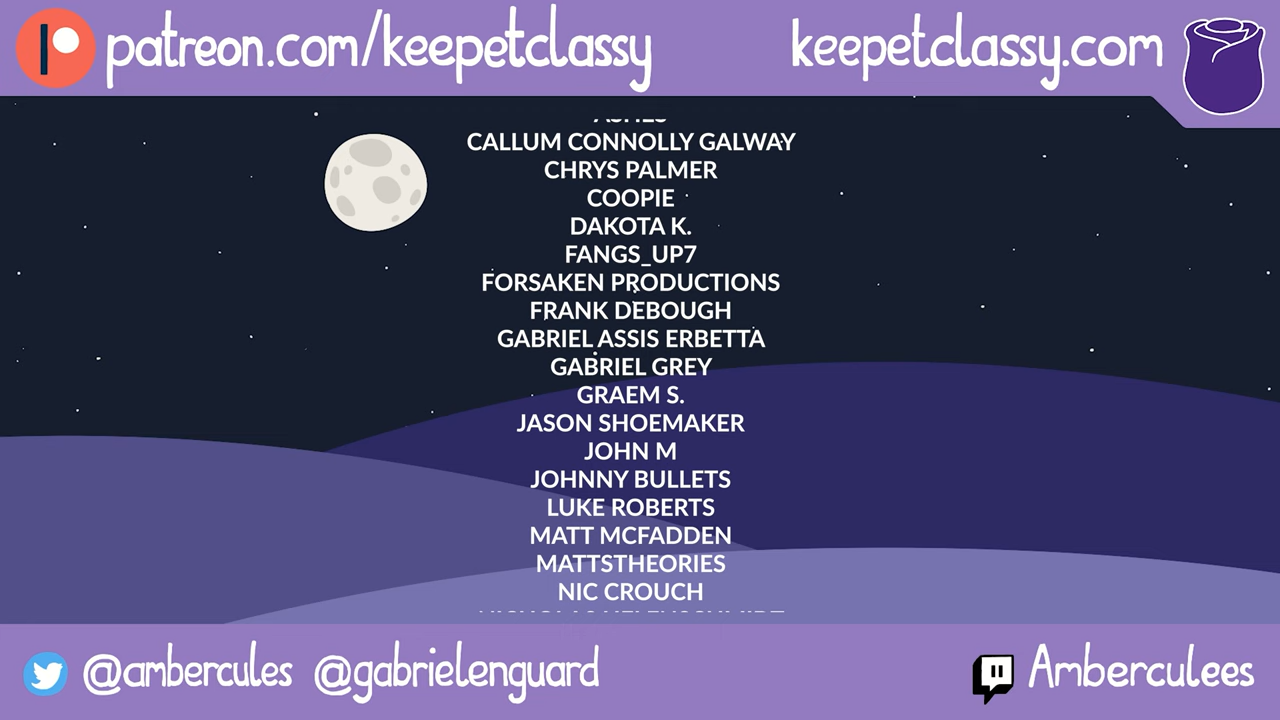 patreon.com/keepetclassy
keepetclassy.com
CALLUM CONNOLLY GALWAY
CHRYS PALMER
COOPIE
DAKOTA K.
FANGS_UP7
FORSAKEN PRODUCTIONS
FRANK DEBOUGH
GABRIEL ASSIS ERBETTA
GABRIEL GREY
GRAEM S.
JASON SHOEMAKER
JOHN M
JOHNNY BULLETS
LUKE ROBERTS
MATT MCFADDEN
MATTSTHEORIES
NIC CROUCH
@ambercules @gabrielenguard
Amberculees